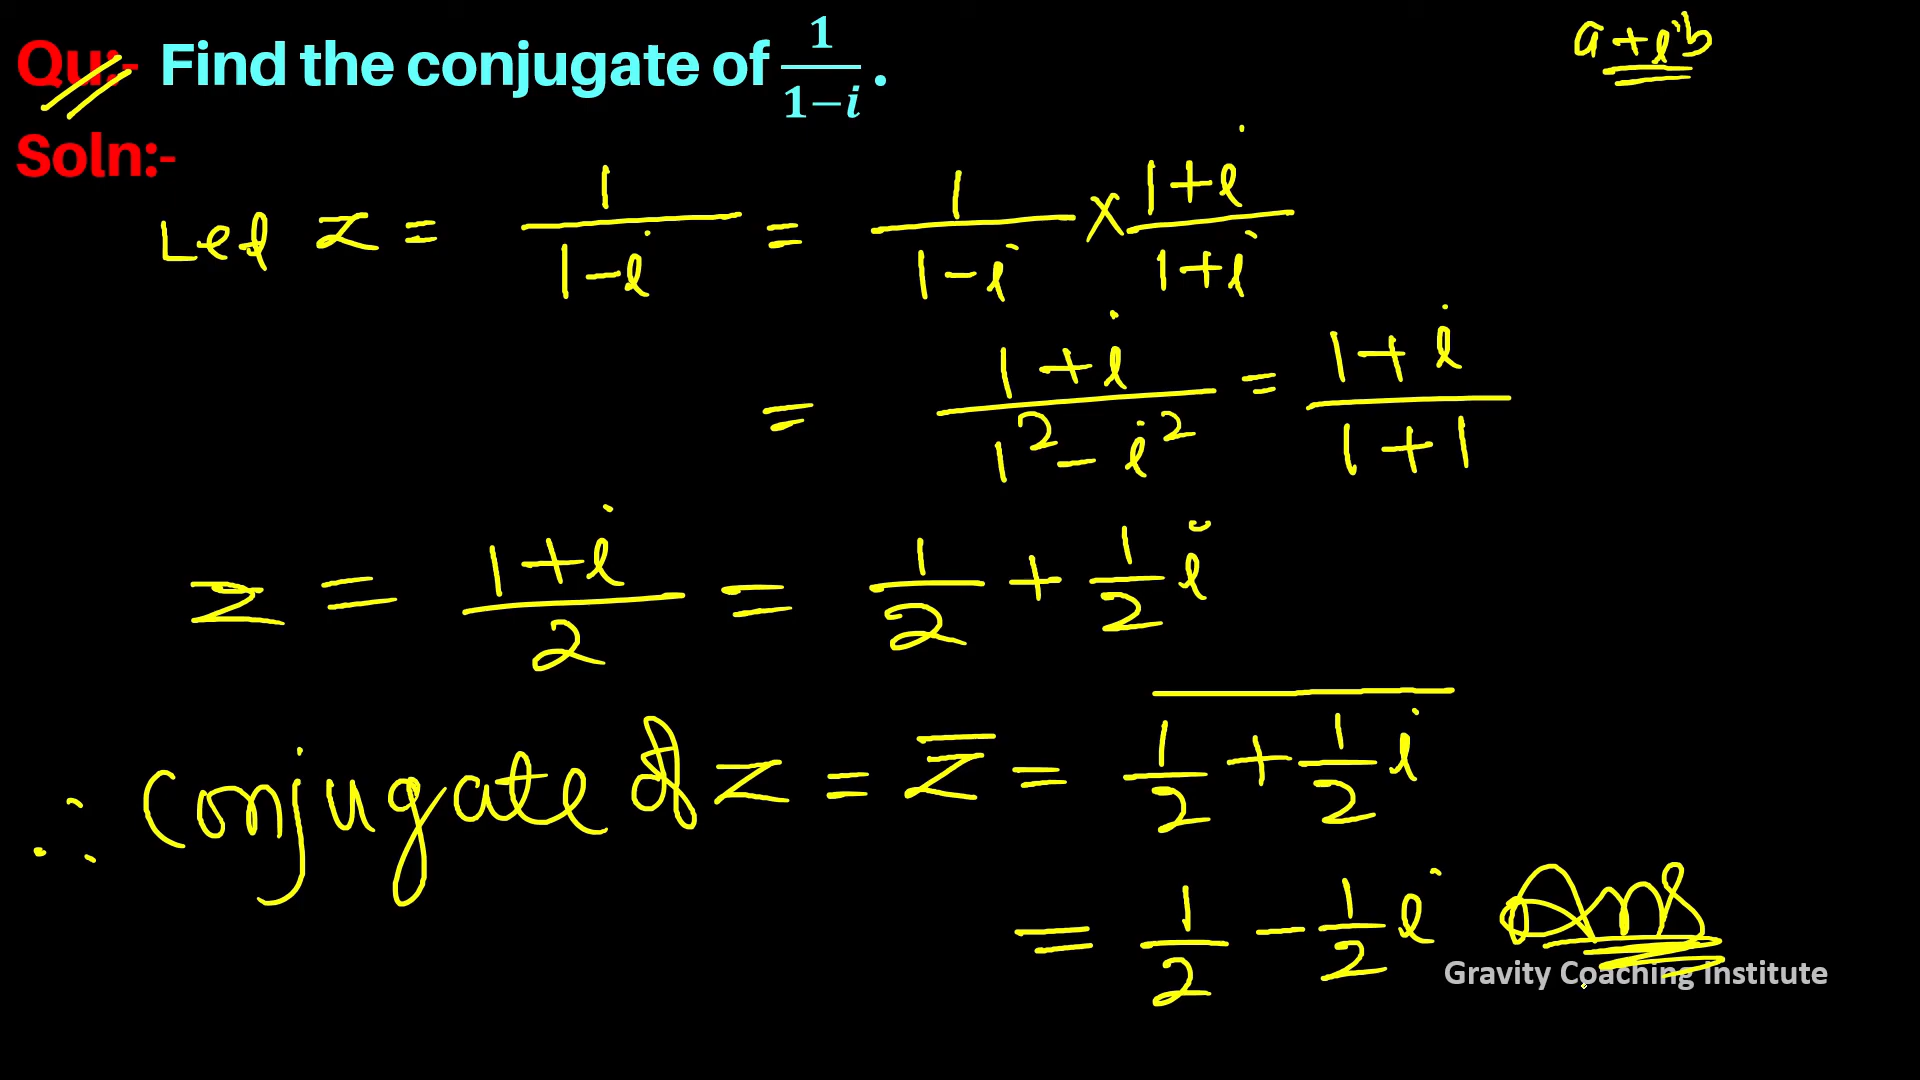 Qu:- Find the conjugate of 1/(1−i).
a+ib
Soln:-
Let z = 1/(1-i) = 1/(1-i) × (1+i)/(1+i)
= (1+i)/(1²-i²) = (1+i)/(1+1)
z = (1+i)/2 = 1/2 + 1/2 i
∴ Conjugate of z = z̅ = \overline{1/2 + 1/2 i}
= 1/2 - 1/2 i Ans
Gravity Coaching Institute